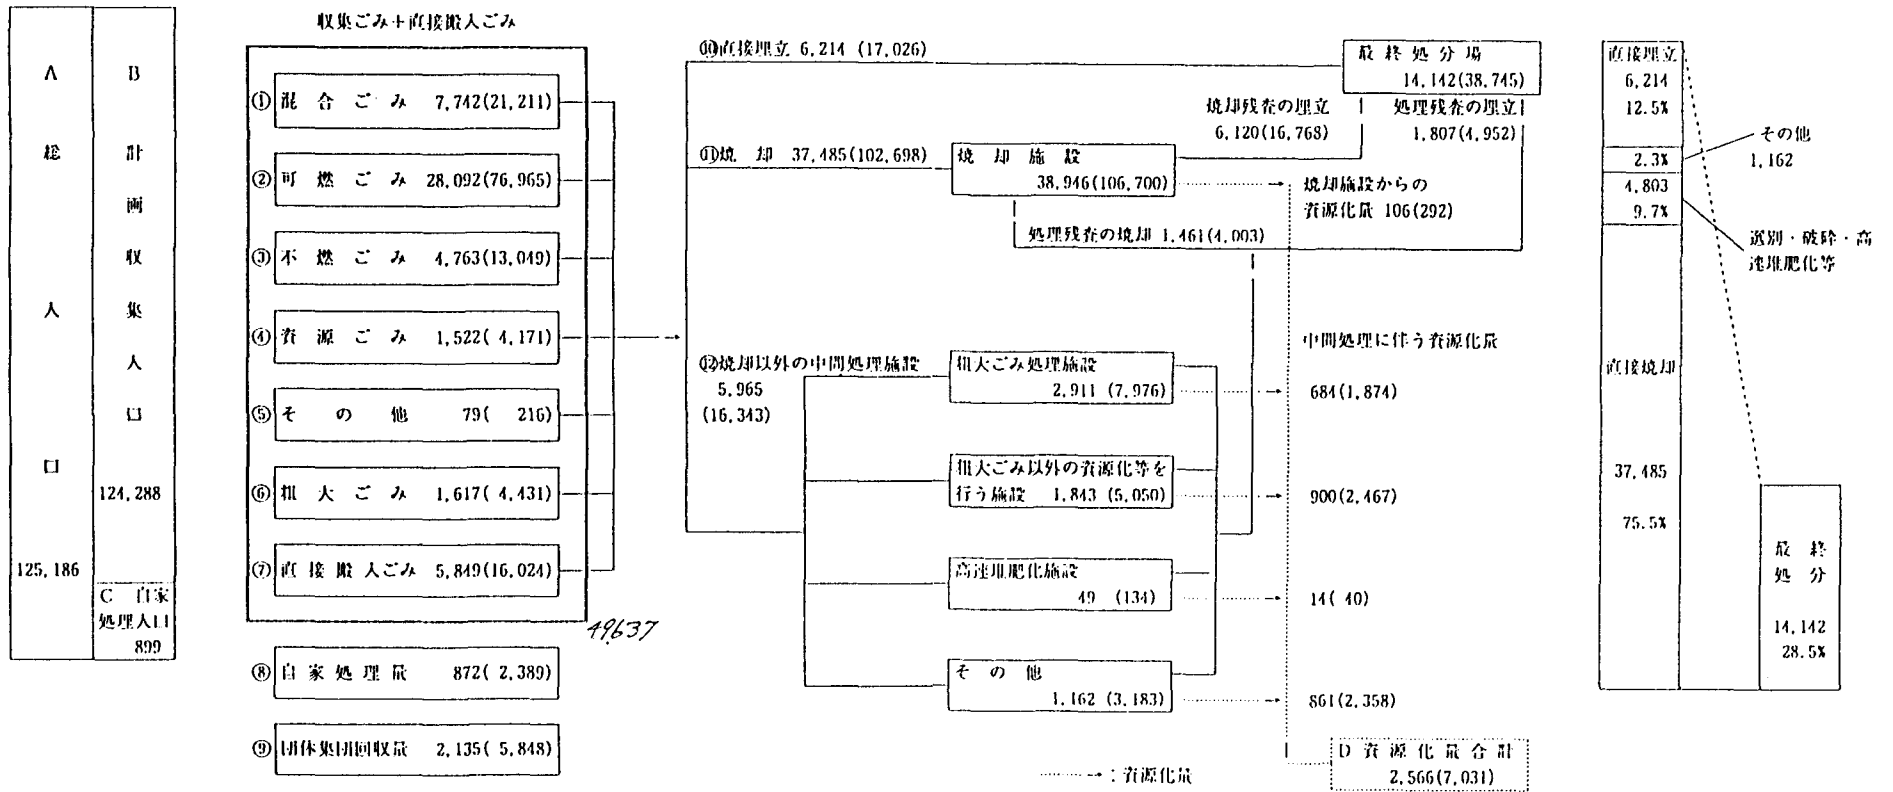 A 総人口
125,186
B 計画収集人口
124,288
C 自家
処理人口
899
収集ごみ+直接搬入ごみ
①混合ごみ 7,742(21,211)
②可燃ごみ 28,092(76,965)
③不燃ごみ 4,763(13,049)
④資源ごみ 1,522( 4,171)
⑤その他 79( 216)
⑥粗大ごみ 1,617( 4,431)
⑦直接搬入ごみ 5,849(16,024)
49,637
⑧自家処理量 872( 2,389)
⑨団体集団回収量 2,135( 5,848)
⑩直接埋立 6,214 (17,026)
最終処分場
14,142(38,745)
焼却残査の埋立
6,120(16,768)
処理残査の埋立
1,807(4,952)
⑪焼却 37,485(102,698)
焼却施設
38,946(106,700)
焼却施設からの
資源化量 106(292)
処理残査の焼却 1,461(4,003)
⑫焼却以外の中間処理施設
5,965
(16,343)
中間処理に伴う資源化量
粗大ごみ処理施設
2,911 (7,976)
684(1,874)
粗大ごみ以外の資源化等を
行う施設 1,843 (5,050)
900(2,467)
高速堆肥化施設
49 (134)
14( 40)
その他
1,162 (3,183)
861(2,358)
D 資源化量合計
2,566(7,031)
:資源化量
直接埋立
6,214
12.5%
その他
1,162
2.3%
4,803
9.7%
選別・破砕・高
速堆肥化等
直接焼却
37,485
75.5%
最終
処分
14,142
28.5%